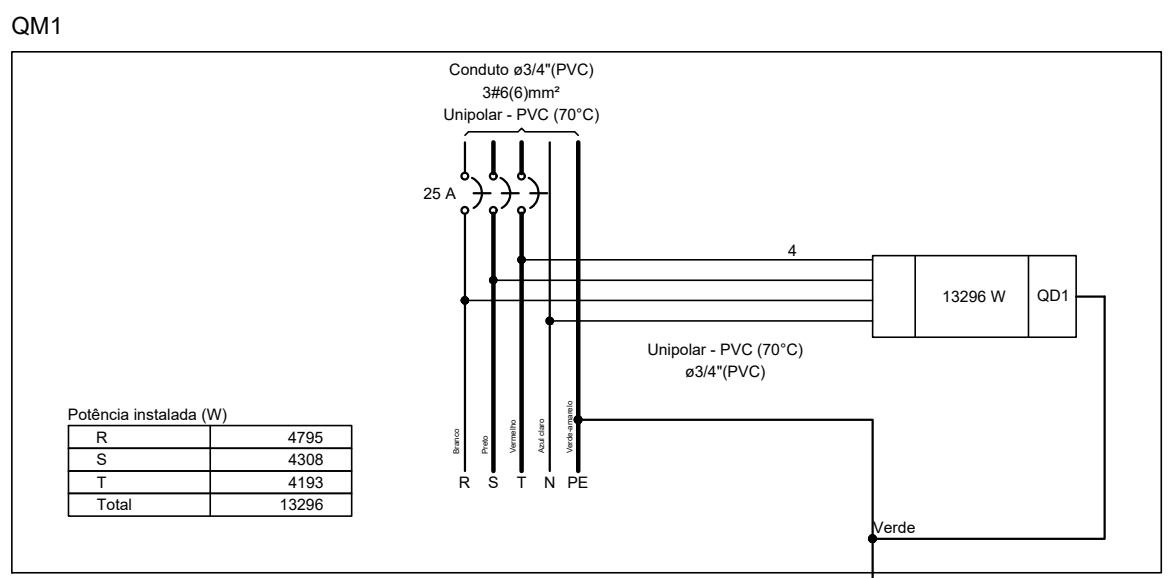 QM1
Conduto ø3/4"(PVC)
3#6(6)mm²
Unipolar - PVC (70°C)
25 A
4
13296 W
QD1
Unipolar - PVC (70°C)
ø3/4"(PVC)
Potência instalada (W)
R 4795
S 4308
T 4193
Total 13296
Branco
Preto
Vermelho
Azul claro
Verde-amarelo
R S T N PE
Verde